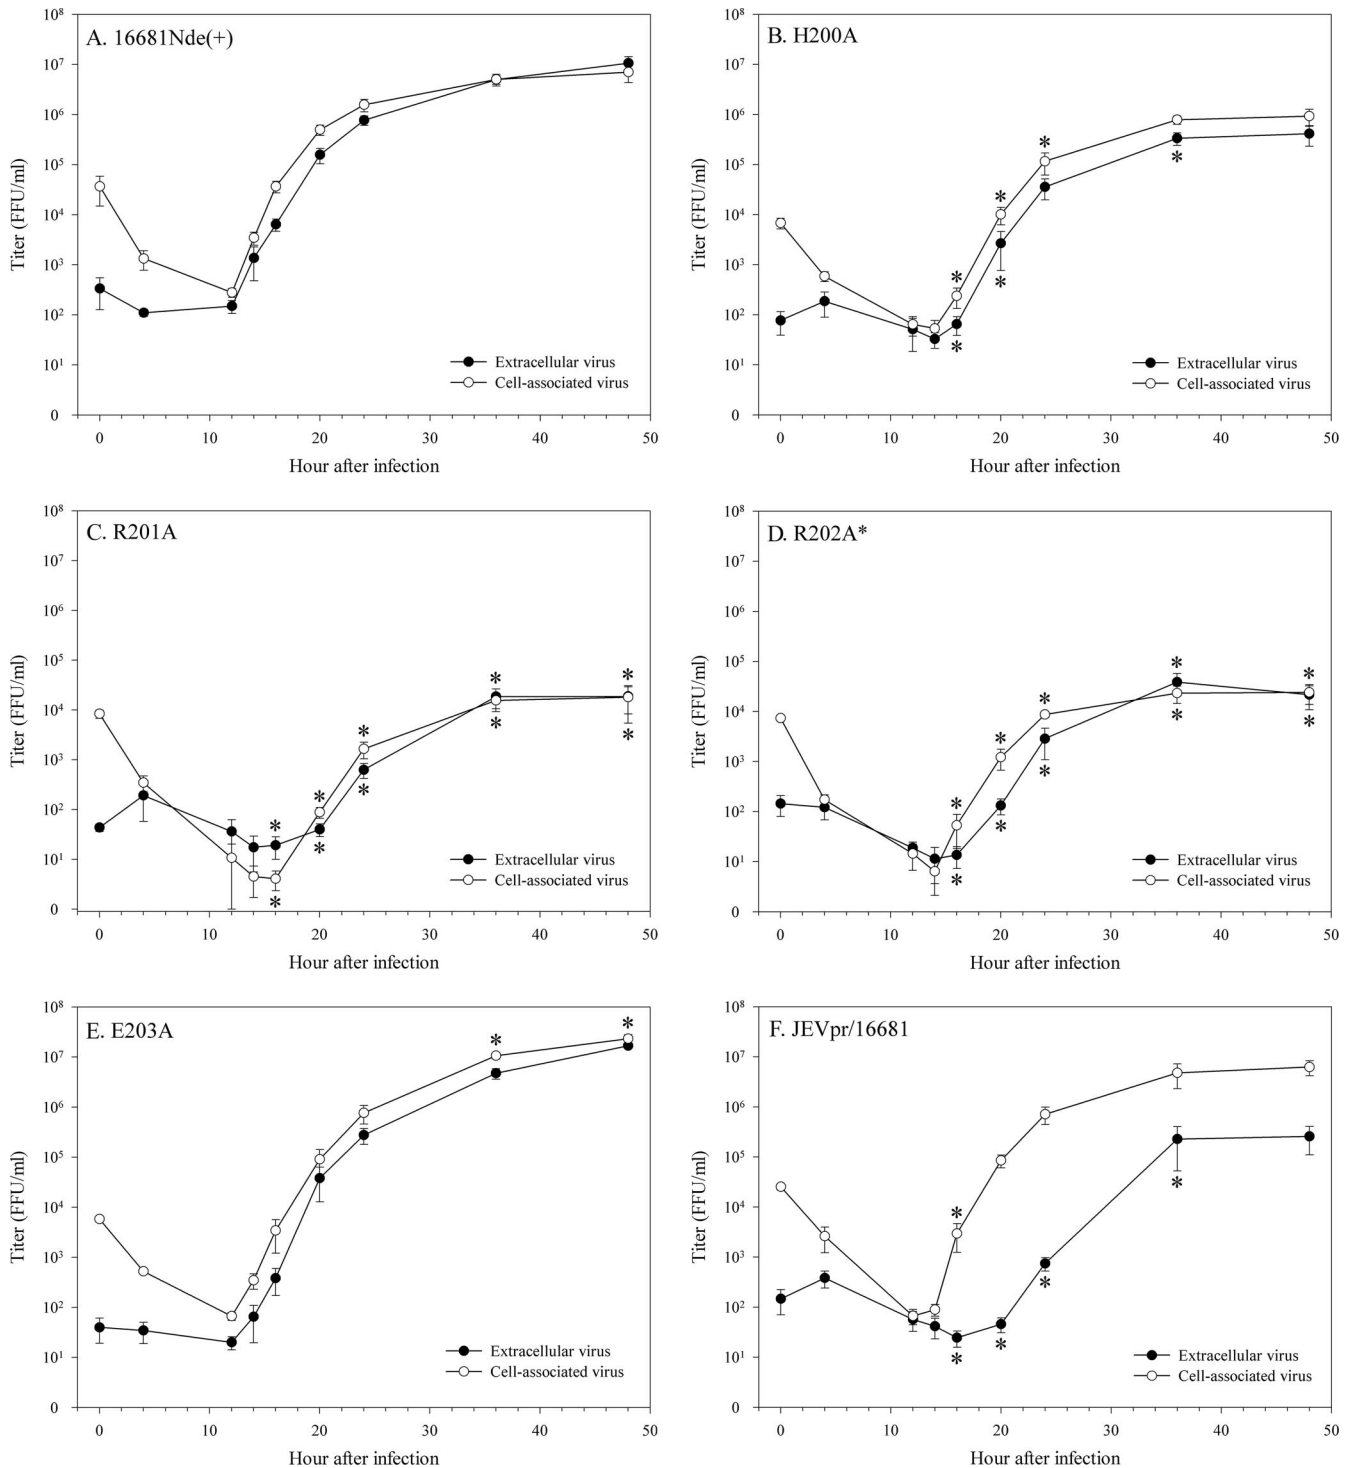 A. 16681Nde(+)
10⁸
10⁷
10⁶
10⁵
10⁴
10³
10²
10¹
0
Titer (FFU/ml)
Extracellular virus
Cell-associated virus
0 10 20 30 40 50
Hour after infection
B. H200A
10⁸
10⁷
10⁶
10⁵
10⁴
10³
10²
10¹
0
Titer (FFU/ml)
* * * * * * *
Extracellular virus
Cell-associated virus
0 10 20 30 40 50
Hour after infection
C. R201A
10⁸
10⁷
10⁶
10⁵
10⁴
10³
10²
10¹
0
Titer (FFU/ml)
* * * * * * * * * *
Extracellular virus
Cell-associated virus
0 10 20 30 40 50
Hour after infection
D. R202A*
10⁸
10⁷
10⁶
10⁵
10⁴
10³
10²
10¹
0
Titer (FFU/ml)
* * * * * * * * * *
Extracellular virus
Cell-associated virus
0 10 20 30 40 50
Hour after infection
E. E203A
10⁸
10⁷
10⁶
10⁵
10⁴
10³
10²
10¹
0
Titer (FFU/ml)
* *
Extracellular virus
Cell-associated virus
0 10 20 30 40 50
Hour after infection
F. JEVpr/16681
10⁸
10⁷
10⁶
10⁵
10⁴
10³
10²
10¹
0
Titer (FFU/ml)
* * * * *
Extracellular virus
Cell-associated virus
0 10 20 30 40 50
Hour after infection